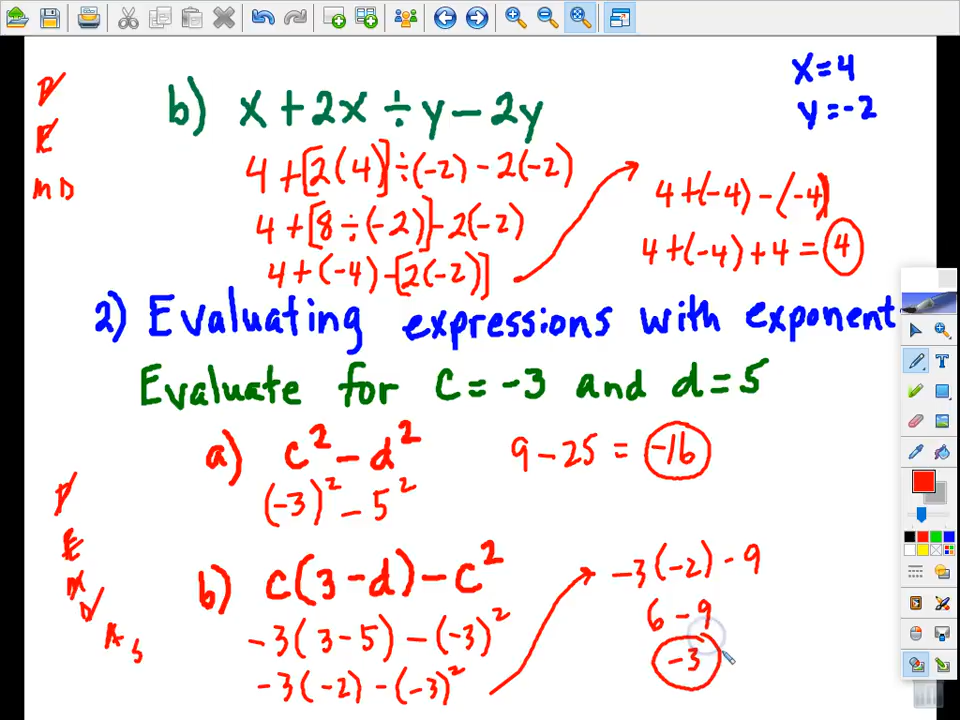 x = 4
y = -2
P
E
M D
b) x + 2x ÷ y - 2y
4 + [2(4)] ÷ (-2) - 2(-2)
4 + [8 ÷ (-2)] - 2(-2)
4 + (-4) - [2(-2)]
4 + (-4) - (-4)
4 + (-4) + 4 = 4
2) Evaluating expressions with exponent
Evaluate for c = -3 and d = 5
a) c² - d²
(-3)² - 5²
9 - 25 = -16
P
E
M
D
A S
b) c(3 - d) - c²
-3(3 - 5) - (-3)²
-3(-2) - (-3)²
-3(-2) - 9
6 - 9
-3